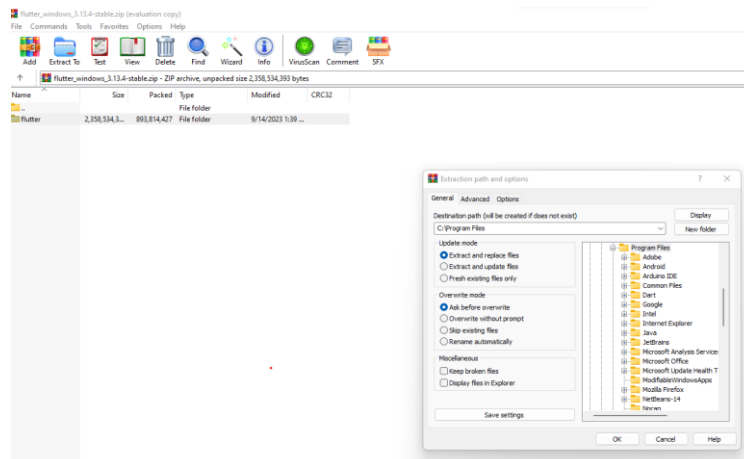 flutter_windows_3.13.4-stable.zip (evaluation copy)
File Commands Tools Favorites Options Help
Add Extract To Test View Delete Find Wizard Info VirusScan Comment SFX
flutter_windows_3.13.4-stable.zip - ZIP archive, unpacked size 2,358,534,393 bytes
Name Size Packed Type Modified CRC32
.. File folder
flutter 2,358,534,3... 893,814,427 File folder 9/14/2023 1:39 ...
Extraction path and options
General Advanced Options
Destination path (will be created if does not exist)
Display
C:\Program Files
New folder
Update mode
Extract and replace files
Extract and update files
Fresh existing files only
Overwrite mode
Ask before overwrite
Overwrite without prompt
Skip existing files
Rename automatically
Miscellaneous
Keep broken files
Display files in Explorer
Save settings
Program Files
Adobe
Android
Arduino IDE
Common Files
Dart
Google
Intel
Internet Explorer
Java
JetBrains
Microsoft Analysis Services
Microsoft Office
Microsoft Update Health T
ModifiableWindowsApps
Mozilla Firefox
NetBeans-14
Npcap
OK Cancel Help